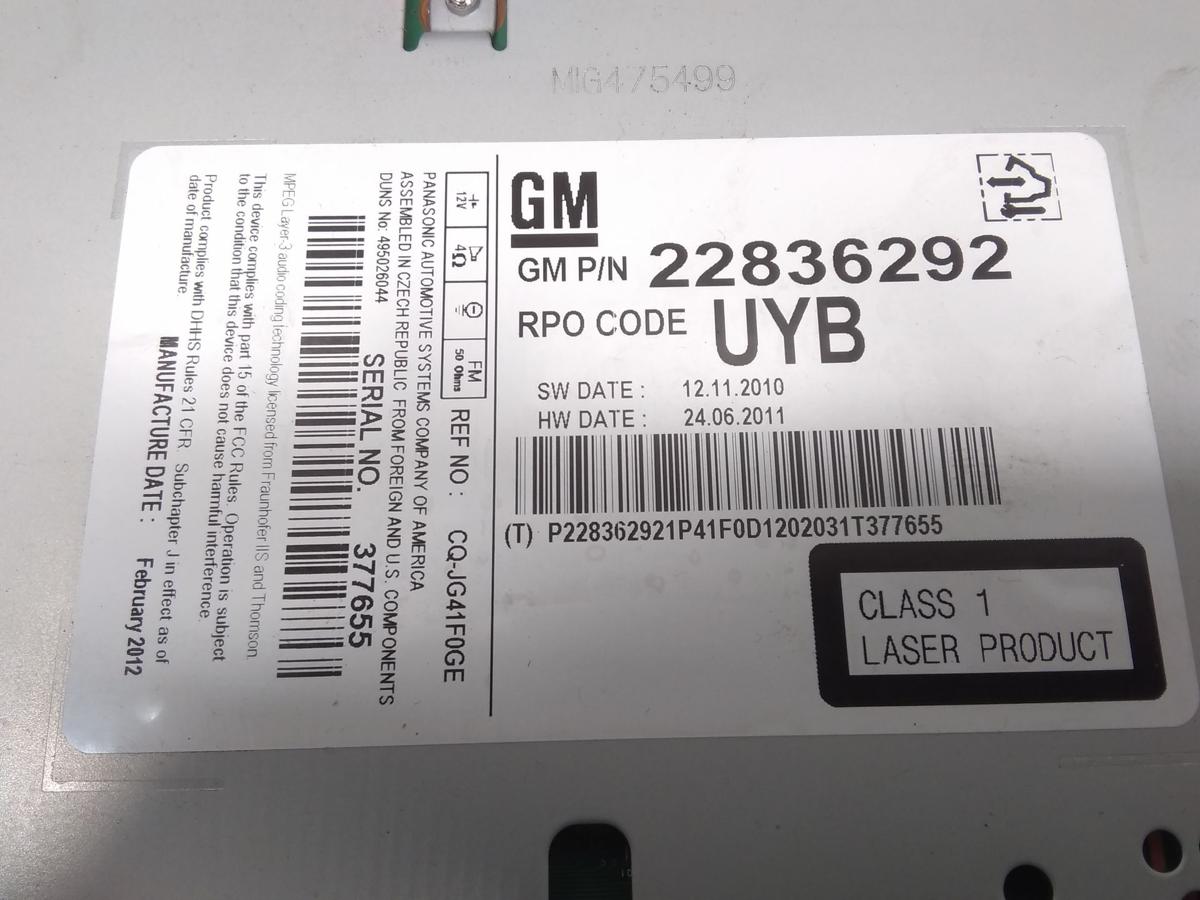 MIG475499
GM
GM P/N 22836292
RPO CODE UYB
SW DATE : 12.11.2010
HW DATE : 24.06.2011
(T) P228362921P41F0D1202031T377655
CLASS 1
LASER PRODUCT
12V 4Ω FM 50 Ohms
REF NO : CQ-JG41F0GE
PANASONIC AUTOMOTIVE SYSTEMS COMPANY OF AMERICA
ASSEMBLED IN CZECH REPUBLIC FROM FOREIGN AND U.S. COMPONENTS
DUNS No: 495026044
SERIAL NO. 377655
MPEG Layer-3 audio coding technology licensed from Fraunhofer IIS and Thomson.
This device complies with part 15 of the FCC Rules. Operation is subject
to the condition that this device does not cause harmful interference.
Product complies with DHHS Rules 21 CFR. Subchapter J in effect as of
date of manufacture.
MANUFACTURE DATE : February 2012